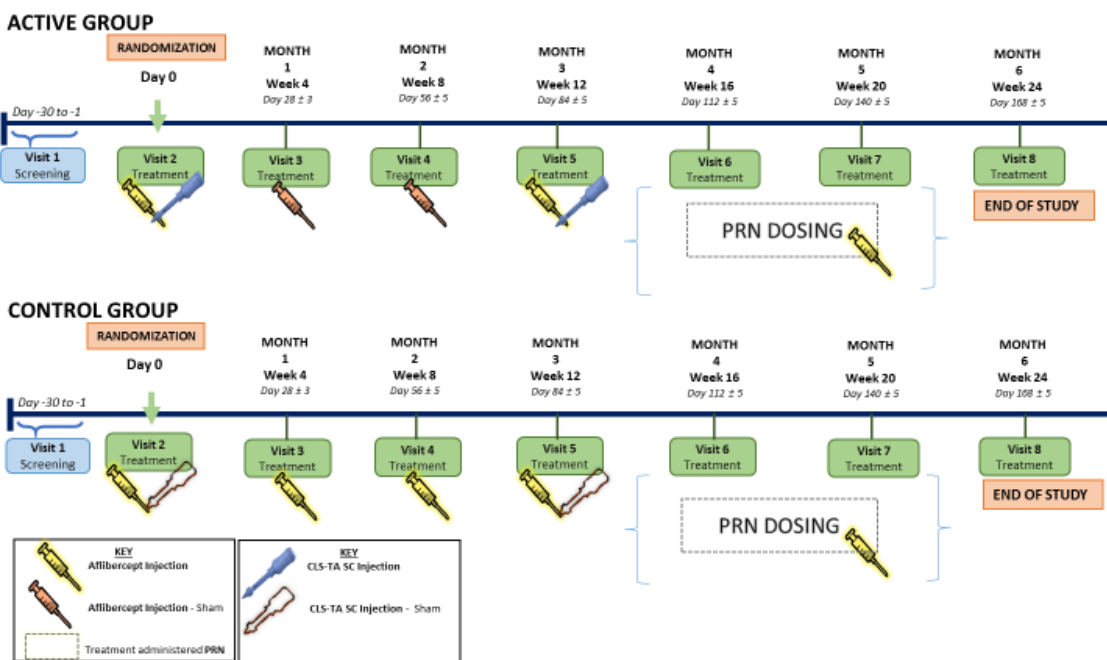 ACTIVE GROUP
RANDOMIZATION
Day 0
MONTH
1
Week 4
Day 28 ± 3
MONTH
2
Week 8
Day 56 ± 5
MONTH
3
Week 12
Day 84 ± 5
MONTH
4
Week 16
Day 112 ± 5
MONTH
5
Week 20
Day 140 ± 5
MONTH
6
Week 24
Day 168 ± 5
Day -30 to -1
Visit 1
Screening
Visit 2
Treatment
Visit 3
Treatment
Visit 4
Treatment
Visit 5
Treatment
Visit 6
Treatment
Visit 7
Treatment
Visit 8
Treatment
END OF STUDY
PRN DOSING
CONTROL GROUP
RANDOMIZATION
Day 0
MONTH
1
Week 4
Day 28 ± 3
MONTH
2
Week 8
Day 56 ± 5
MONTH
3
Week 12
Day 84 ± 5
MONTH
4
Week 16
Day 112 ± 5
MONTH
5
Week 20
Day 140 ± 5
MONTH
6
Week 24
Day 168 ± 5
Day -30 to -1
Visit 1
Screening
Visit 2
Treatment
Visit 3
Treatment
Visit 4
Treatment
Visit 5
Treatment
Visit 6
Treatment
Visit 7
Treatment
Visit 8
Treatment
END OF STUDY
PRN DOSING
KEY
Aflibercept Injection
Aflibercept Injection - Sham
Treatment administered PRN
KEY
CLS-TA SC Injection
CLS-TA SC Injection - Sham